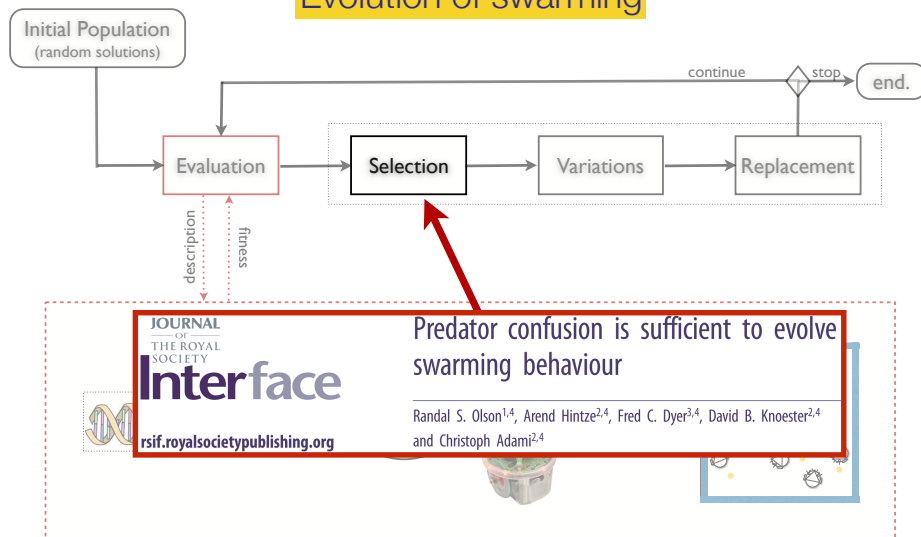 Evolution of swarming
Initial Population
(random solutions)
continue
stop
end.
Evaluation
Selection
Variations
Replacement
description
fitness
JOURNAL
OF
THE ROYAL
SOCIETY
Interface
rsif.royalsocietypublishing.org
Predator confusion is sufficient to evolve
swarming behaviour
Randal S. Olson1,4, Arend Hintze2,4, Fred C. Dyer3,4, David B. Knoester2,4
and Christoph Adami2,4